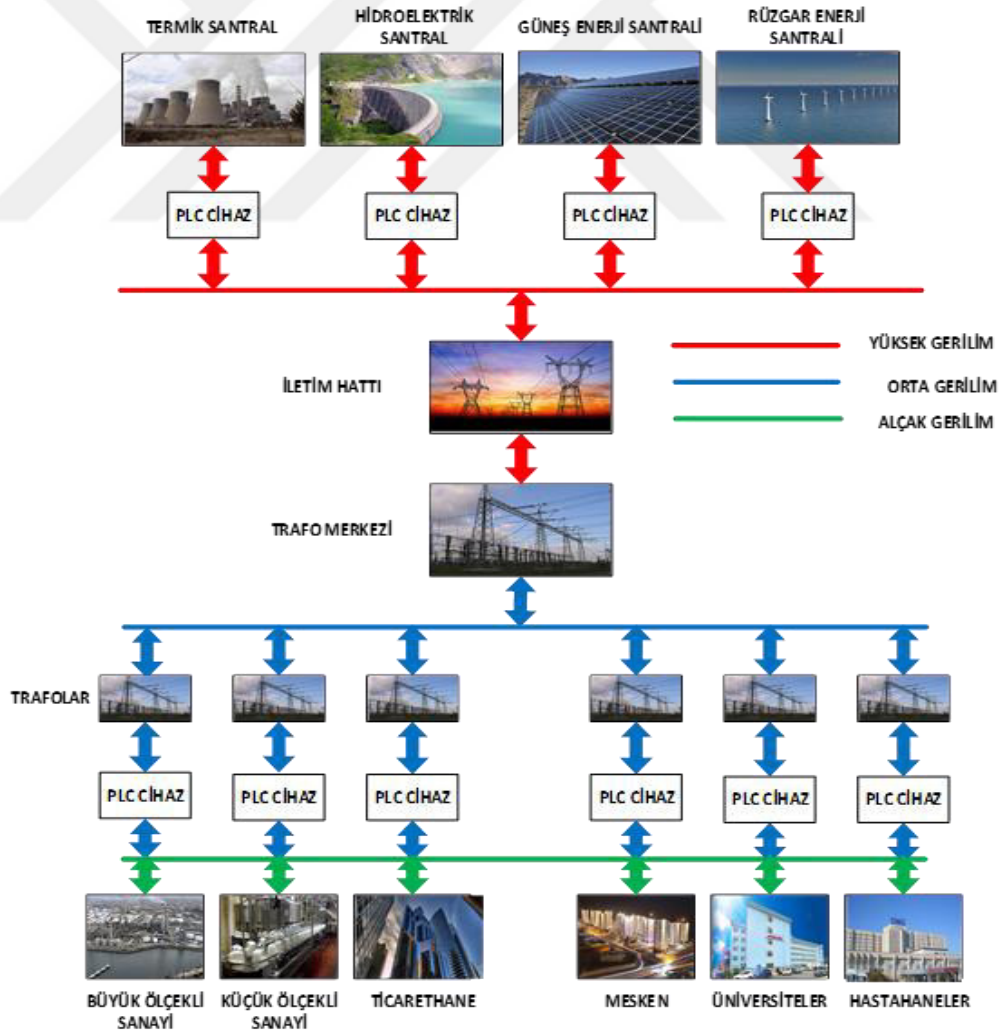 TERMİK SANTRAL
HİDROELEKTRİK
SANTRAL
GÜNEŞ ENERJİ SANTRALİ
RÜZGAR ENERJİ
SANTRALİ
PLC CİHAZ
PLC CİHAZ
PLC CİHAZ
PLC CİHAZ
İLETİM HATTI
YÜKSEK GERİLİM
ORTA GERİLİM
ALÇAK GERİLİM
TRAFO MERKEZİ
TRAFOLAR
PLC CİHAZ
PLC CİHAZ
PLC CİHAZ
PLC CİHAZ
PLC CİHAZ
PLC CİHAZ
BÜYÜK ÖLÇEKLİ
SANAYİ
KÜÇÜK ÖLÇEKLİ
SANAYİ
TİCARETHANE
MESKEN
ÜNİVERSİTELER
HASTAHANELER